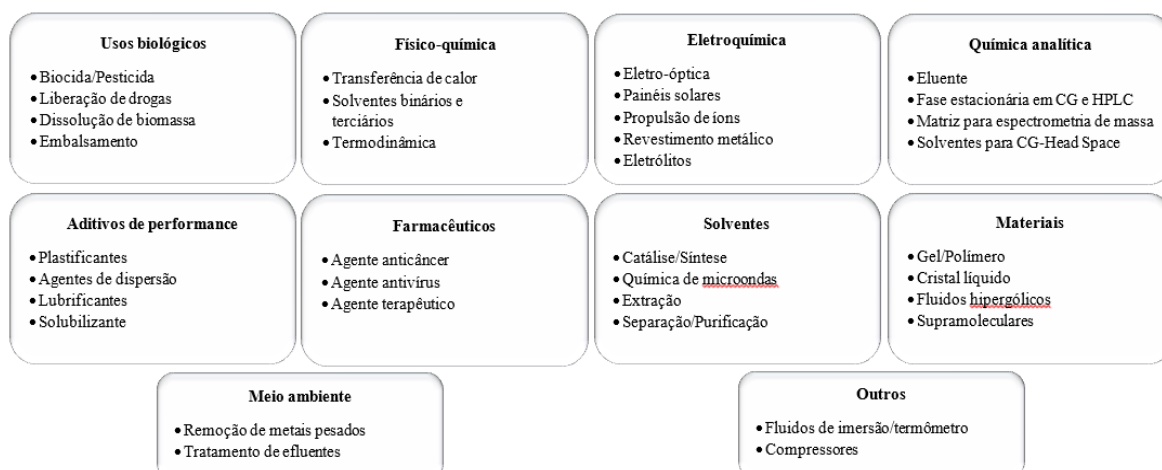 Usos biológicos
• Biocida/Pesticida
• Liberação de drogas
• Dissolução de biomassa
• Embalsamento
Físico-química
• Transferência de calor
• Solventes binários e
terciários
• Termodinâmica
Eletroquímica
• Eletro-óptica
• Painéis solares
• Propulsão de íons
• Revestimento metálico
• Eletrólitos
Química analítica
• Eluente
• Fase estacionária em CG e HPLC
• Matriz para espectrometria de massa
• Solventes para CG-Head Space
Aditivos de performance
• Plastificantes
• Agentes de dispersão
• Lubrificantes
• Solubilizante
Farmacêuticos
• Agente anticâncer
• Agente antivírus
• Agente terapêutico
Solventes
• Catálise/Síntese
• Química de microondas
• Extração
• Separação/Purificação
Materiais
• Gel/Polímero
• Cristal líquido
• Fluidos hipergólicos
• Supramoleculares
Meio ambiente
• Remoção de metais pesados
• Tratamento de efluentes
Outros
• Fluidos de imersão/termômetro
• Compressores